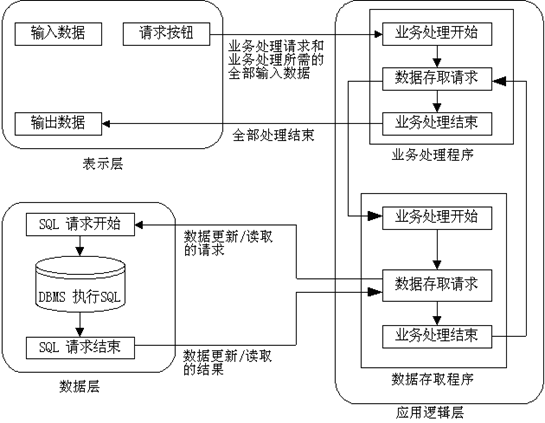 输入数据
请求按钮
输出数据
表示层
业务处理请求和
业务处理所需的
全部输入数据
全部处理结束
业务处理开始
数据存取请求
业务处理结束
业务处理程序
SQL 请求开始
DBMS 执行SQL
SQL 请求结束
数据层
数据更新/读取
的请求
数据更新/读取
的结果
业务处理开始
数据存取请求
业务处理结束
数据存取程序
应用逻辑层